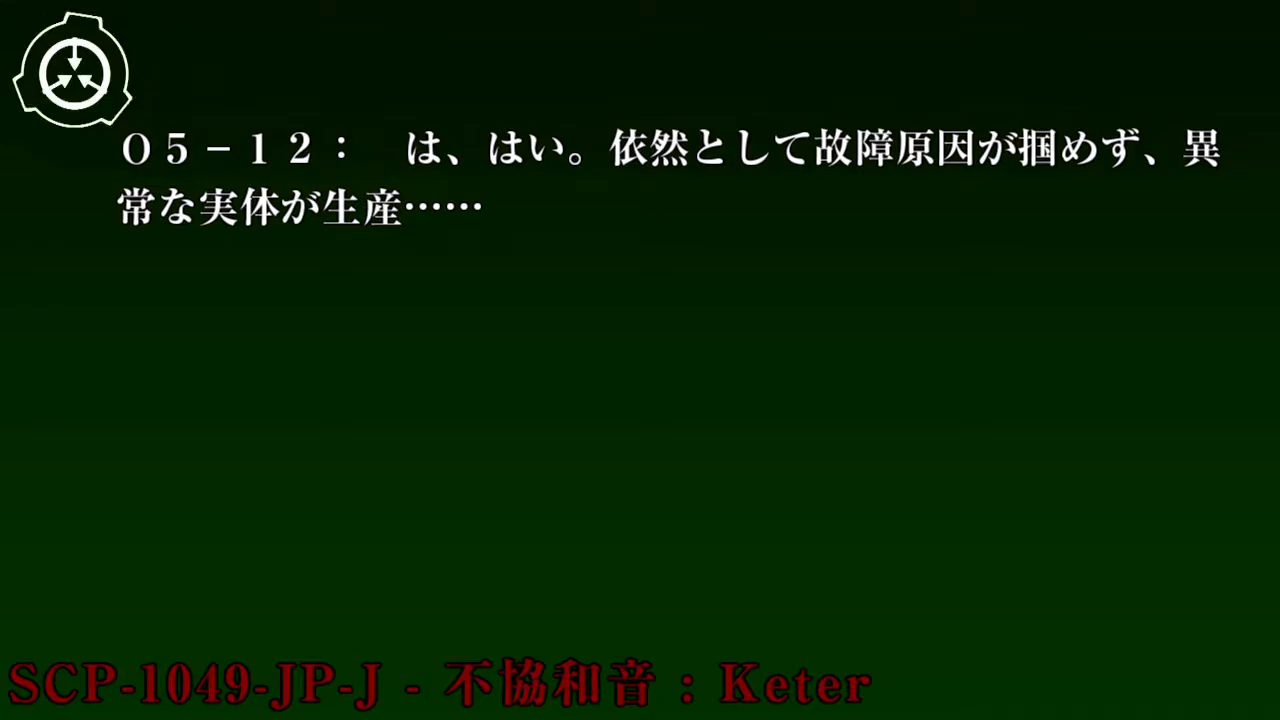 Ｏ５－１２：　は、はい。依然として故障原因が掴めず、異
常な実体が生産……
SCP-1049-JP-J - 不協和音：Keter